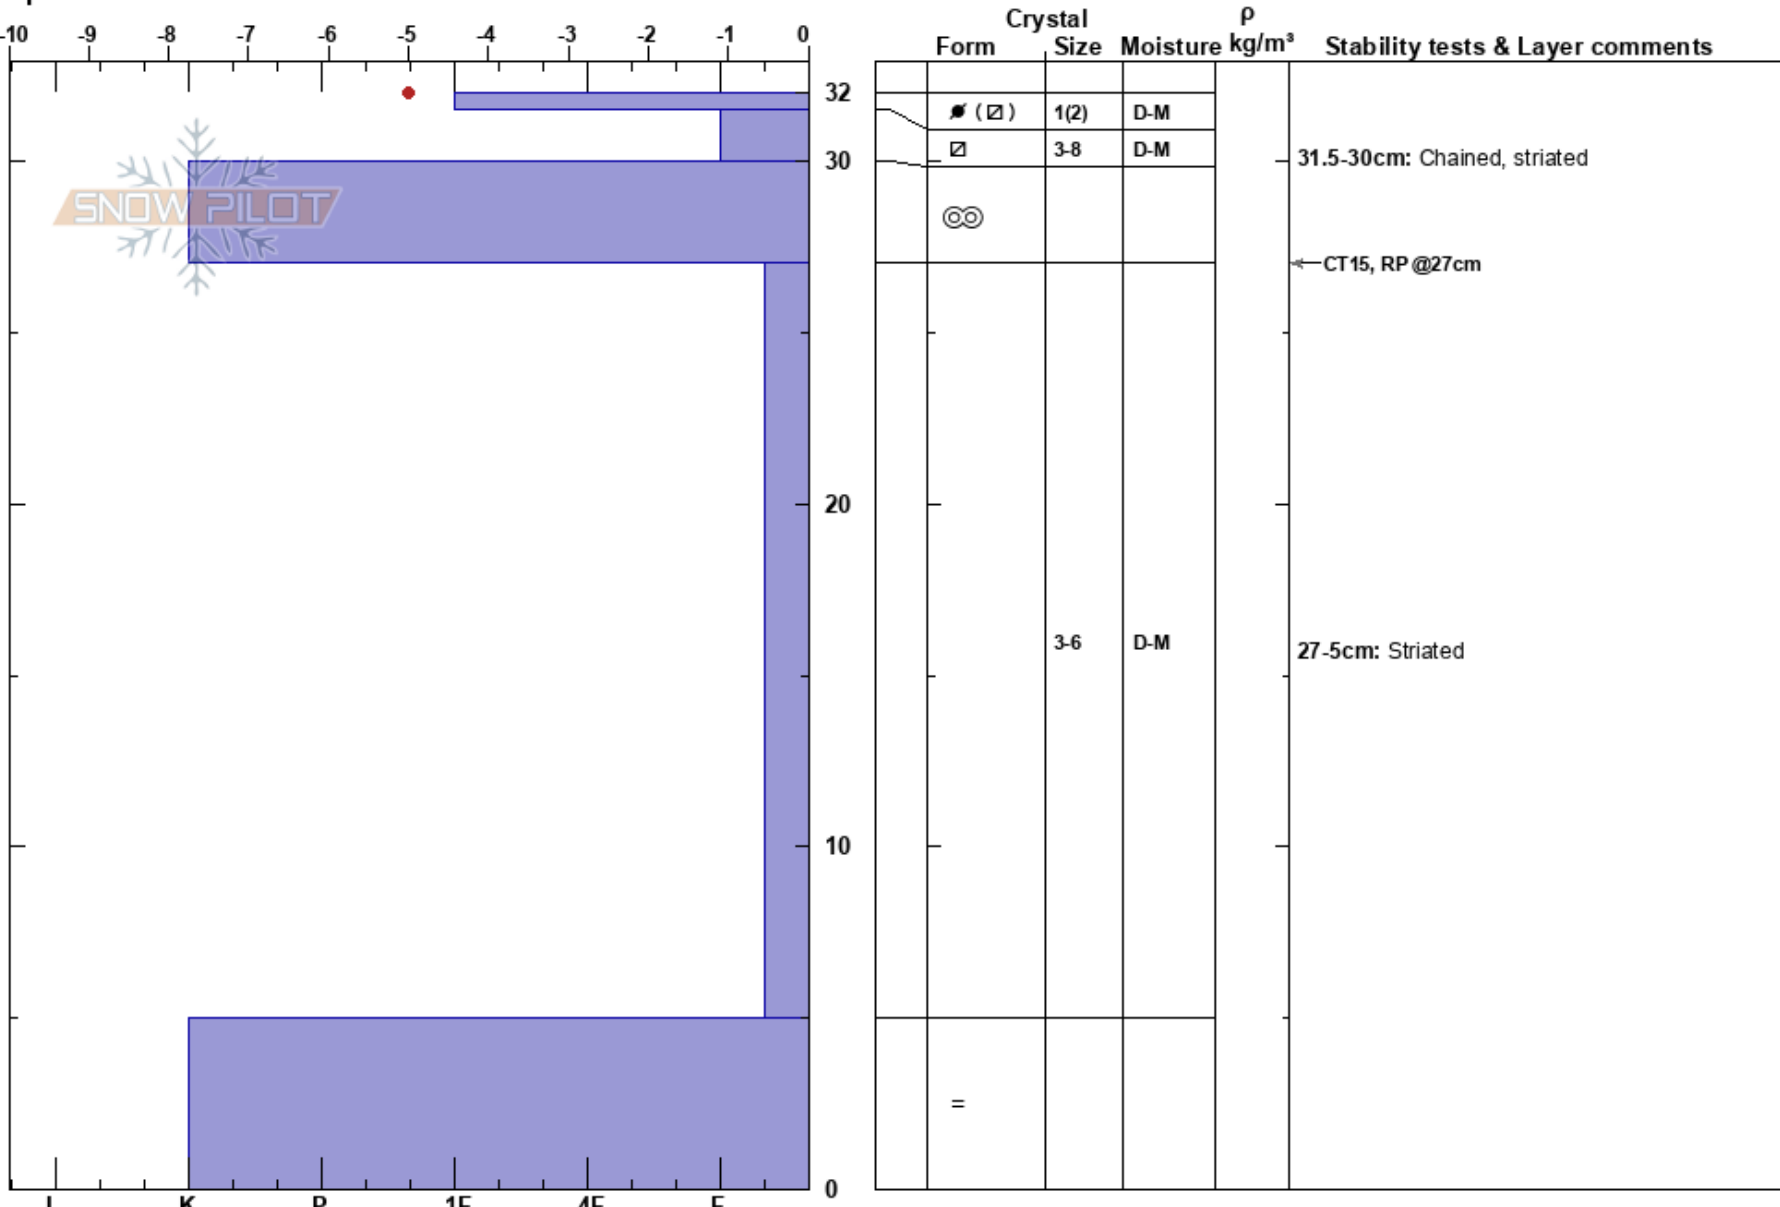 Crystal ρ
-10 -9 -8 -7 -6 -5 -4 -3 -2 -1 0 Form Size Moisture kg/m³ Stability tests & Layer comments
32
1(2) D-M
3-8 D-M
30 31.5-30cm: Chained, striated
SNOW PILOT
CT15, RP @27cm
20
3-6 D-M 27-5cm: Striated
10
=
0
I K P 1F 4F F